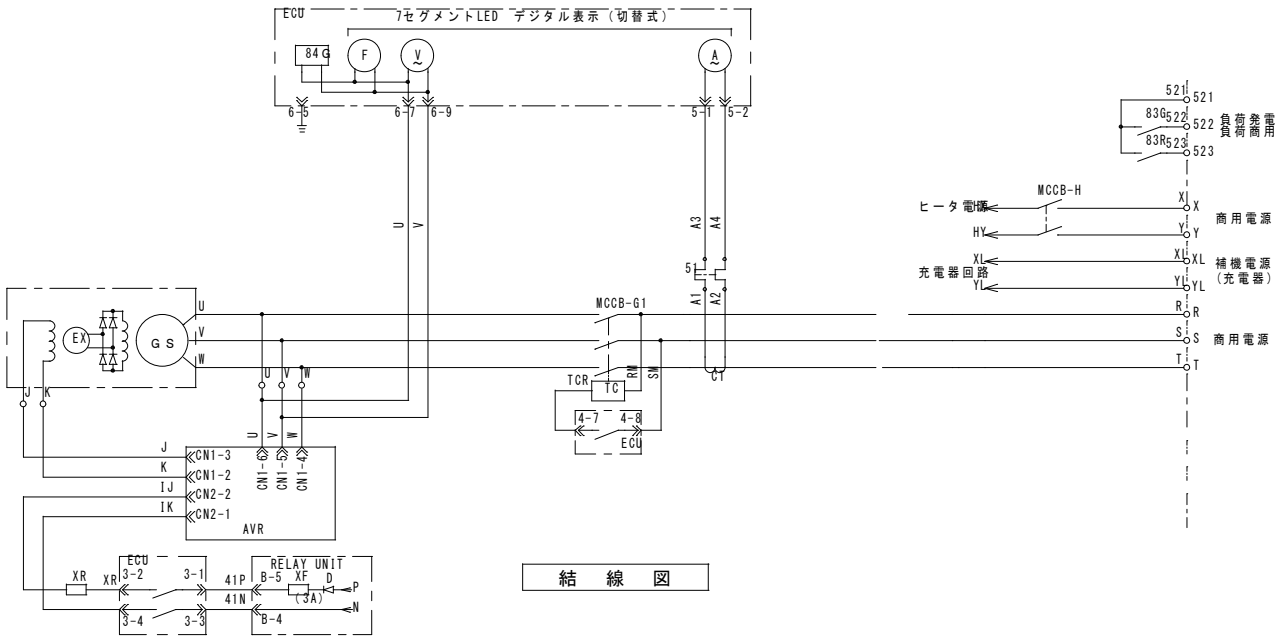 ECU
7セグメントLED デジタル表示(切替式)
84G
F
V
~
A
~
6-5
6-7
6-9
5-1
5-2
521
521
83G
522
522
負荷発電
負荷商用
83R
523
523
MCCB-H
ヒータ電源
X
X
商用電源
HY
Y
Y
充電器回路
XL
XL
XL
補機電源
(充電器)
YL
YL
YL
U
V
A3
A4
51
A1
A2
MCCB-G1
R
R
S
S
商用電源
T
T
U
V
W
EX
GS
J
K
U
V
W
TCR
TC
RM
SM
CT
4-7
4-8
ECU
U
V
W
J
CN1-3
K
CN1-2
IJ
CN2-2
IK
CN2-1
CN1-6
CN1-5
CN1-4
AVR
ECU
RELAY UNIT
XR
XR
3-2
3-1
41P
B-5
XF
D
P
(3A)
3-4
3-3
41N
B-4
N
結 線 図